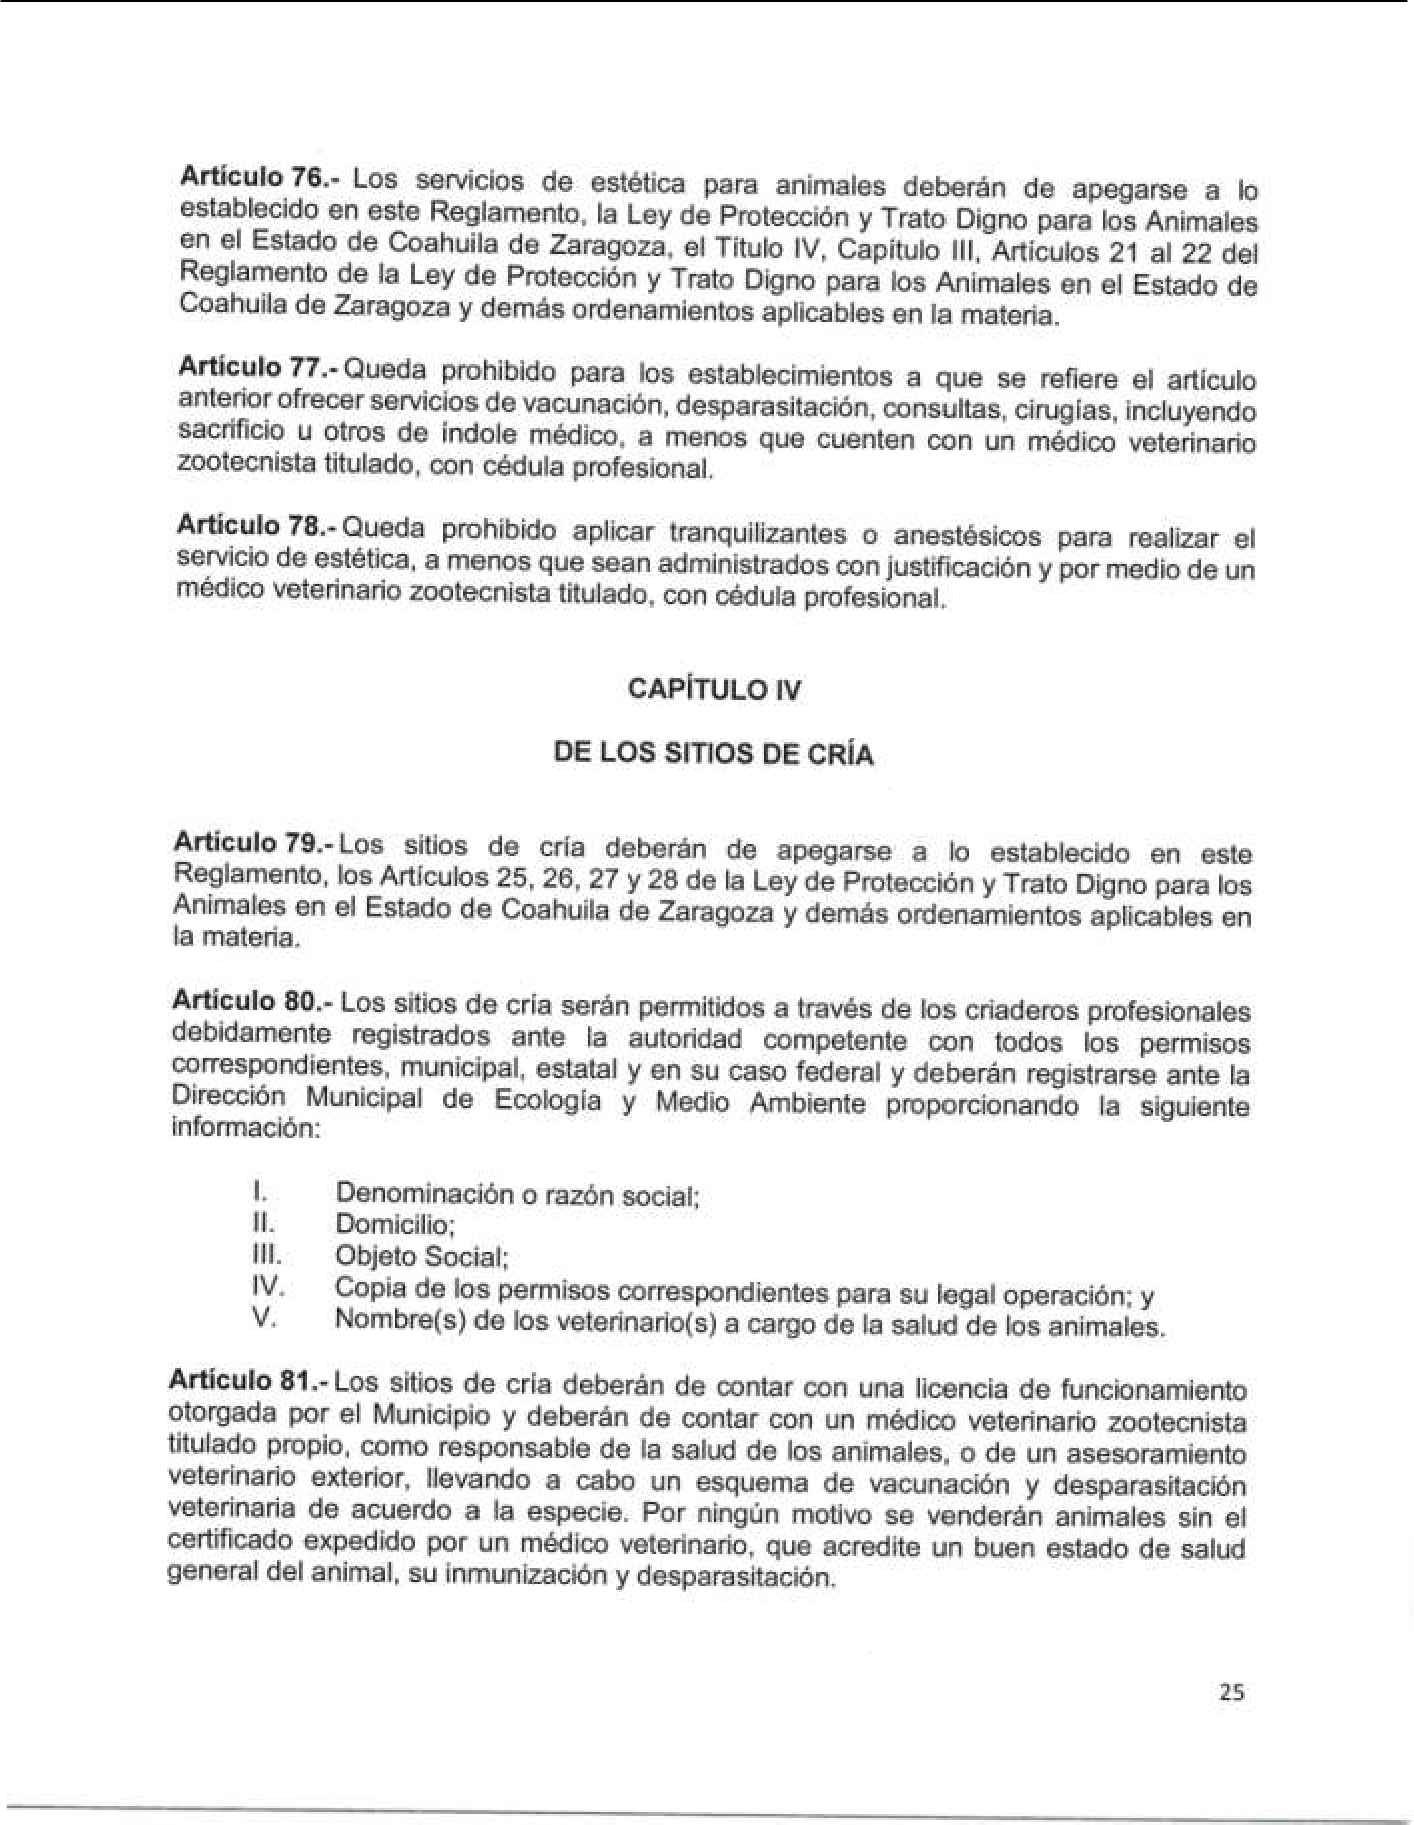 Artículo 76.- Los servicios de estética para animales deberán de apegarse a lo
establecido en este Reglamento, la Ley de Protección y Trato Digno para los Animales
en el Estado de Coahuila de Zaragoza, el Título IV, Capítulo III, Artículos 21 al 22 del
Reglamento de la Ley de Protección y Trato Digno para los Animales en el Estado de
Coahuila de Zaragoza y demás ordenamientos aplicables en la materia.
Artículo 77.- Queda prohibido para los establecimientos a que se refiere el artículo
anterior ofrecer servicios de vacunación, desparasitación, consultas, cirugías, incluyendo
sacrificio u otros de índole médico, a menos que cuenten con un médico veterinario
zootecnista titulado, con cédula profesional.
Artículo 78.- Queda prohibido aplicar tranquilizantes o anestésicos para realizar el
servicio de estética, a menos que sean administrados con justificación y por medio de un
médico veterinario zootecnista titulado, con cédula profesional.
CAPÍTULO IV
DE LOS SITIOS DE CRÍA
Artículo 79.- Los sitios de cría deberán de apegarse a lo establecido en este
Reglamento, los Artículos 25, 26, 27 y 28 de la Ley de Protección y Trato Digno para los
Animales en el Estado de Coahuila de Zaragoza y demás ordenamientos aplicables en
la materia.
Artículo 80.- Los sitios de cría serán permitidos a través de los criaderos profesionales
debidamente registrados ante la autoridad competente con todos los permisos
correspondientes, municipal, estatal y en su caso federal y deberán registrarse ante la
Dirección Municipal de Ecología y Medio Ambiente proporcionando la siguiente
información:
I. Denominación o razón social;
II. Domicilio;
III. Objeto Social;
IV. Copia de los permisos correspondientes para su legal operación; y
V. Nombre(s) de los veterinario(s) a cargo de la salud de los animales.
Artículo 81.- Los sitios de cría deberán de contar con una licencia de funcionamiento
otorgada por el Municipio y deberán de contar con un médico veterinario zootecnista
titulado propio, como responsable de la salud de los animales, o de un asesoramiento
veterinario exterior, llevando a cabo un esquema de vacunación y desparasitación
veterinaria de acuerdo a la especie. Por ningún motivo se venderán animales sin el
certificado expedido por un médico veterinario, que acredite un buen estado de salud
general del animal, su inmunización y desparasitación.
25